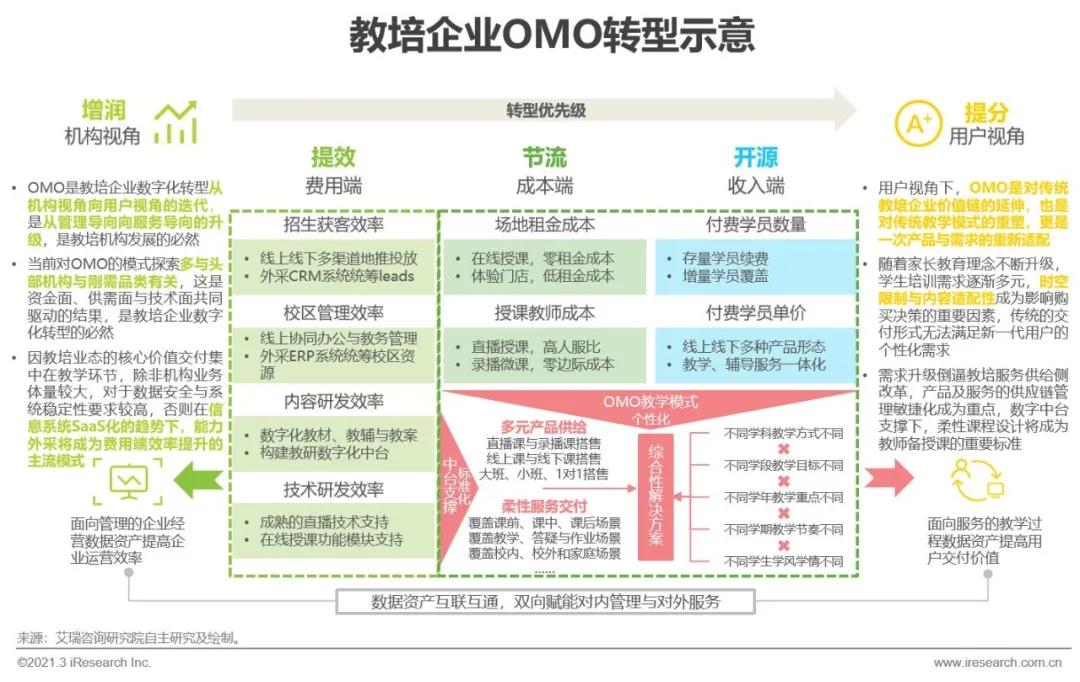 教培企业OMO转型示意
增润
机构视角
转型优先级
提分
用户视角
A+
提效
费用端
节流
成本端
开源
收入端
• OMO是教培企业数字化转型从
机构视角向用户视角的迭代，
是从管理导向向服务导向的升
级，是教培机构发展的必然
• 当前对OMO的模式探索多与头
部机构与刚需品类有关，这是
资金面、供需面与技术面共同
驱动的结果，是教培企业数字
化转型的必然
• 因教培业态的核心价值交付集
中在教学环节，除非机构业务
体量较大，对于数据安全与系
统稳定性要求较高，否则在信
息系统SaaS化的趋势下，能力
外采将成为费用端效率提升的
主流模式
面向管理的企业经
营数据资产提高企
业运营效率
招生获客效率
• 线上线下多渠道地推投放
• 外采CRM系统统筹leads
校区管理效率
• 线上协同办公与教务管理
• 外采ERP系统统筹校区资
源
内容研发效率
• 数字化教材、教辅与教案
• 构建教研数字化中台
技术研发效率
• 成熟的直播技术支持
• 在线授课功能模块支持
场地租金成本
• 在线授课，零租金成本
• 体验门店，低租金成本
授课教师成本
• 直播授课，高人服比
• 录播微课，零边际成本
付费学员数量
• 存量学员续费
• 增量学员覆盖
付费学员单价
• 线上线下多种产品形态
• 教学、辅导服务一体化
OMO教学模式
个性化
标准化
中台支撑
多元产品供给
直播课与录播课搭售
线上课与线下课搭售
大班、小班、1对1搭售
柔性服务交付
覆盖课前、课中、课后场景
覆盖教学、答疑与作业场景
覆盖校内、校外和家庭场景
......
综合性解决方案
不同学科教学方式不同
不同学段教学目标不同
不同学年教学重点不同
不同学期教学节奏不同
不同学生学风学情不同
• 用户视角下，OMO是对传统
教培企业价值链的延伸，也是
对传统教学模式的重塑，更是
一次产品与需求的重新适配
• 随着家长教育理念不断升级，
学生培训需求逐渐多元，时空
限制与内容适配性成为影响购
买决策的重要因素，传统的交
付形式无法满足新一代用户的
个性化需求
• 需求升级倒逼教培服务供给侧
改革，产品及服务的供应链管
理敏捷化成为重点，数字中台
支撑下，柔性课程设计将成为
教师备授课的重要标准
面向服务的教学过
程数据资产提高用
户交付价值
数据资产互联互通，双向赋能对内管理与对外服务
来源：艾瑞咨询研究院自主研究及绘制。
©2021.3 iResearch Inc.
www.iresearch.com.cn